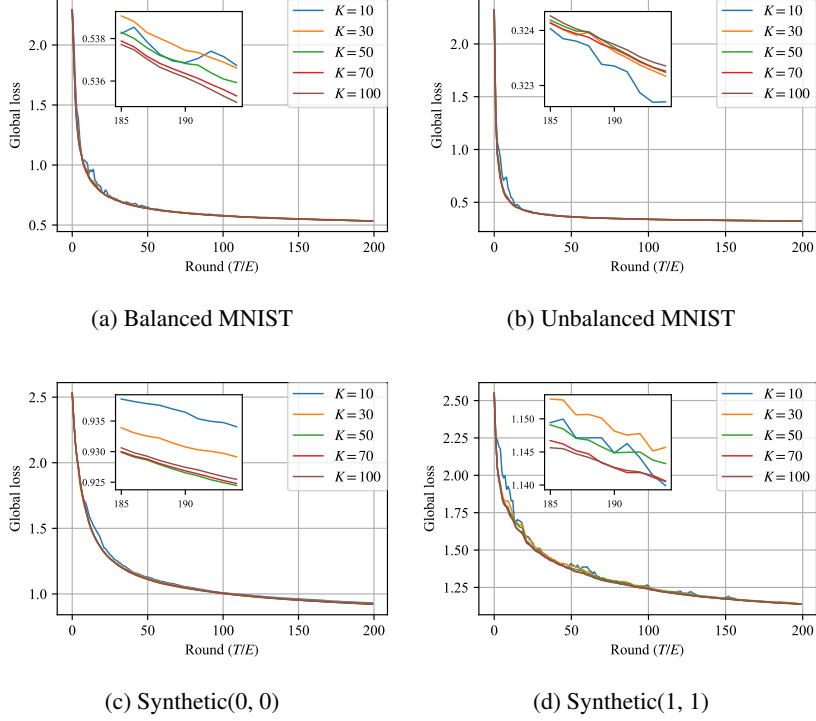 2.0
1.5
1.0
0.5
Global loss
0.538
0.536
185
190
K = 10
K = 30
K = 50
K = 70
K = 100
0
50
100
150
200
Round (T/E)
(a) Balanced MNIST
2.0
1.5
1.0
0.5
Global loss
0.324
0.323
185
190
K = 10
K = 30
K = 50
K = 70
K = 100
0
50
100
150
200
Round (T/E)
(b) Unbalanced MNIST
2.5
2.0
1.5
1.0
Global loss
0.935
0.930
0.925
185
190
K = 10
K = 30
K = 50
K = 70
K = 100
0
50
100
150
200
Round (T/E)
(c) Synthetic(0, 0)
2.50
2.25
2.00
1.75
1.50
1.25
Global loss
1.150
1.145
1.140
185
190
K = 10
K = 30
K = 50
K = 70
K = 100
0
50
100
150
200
Round (T/E)
(d) Synthetic(1, 1)